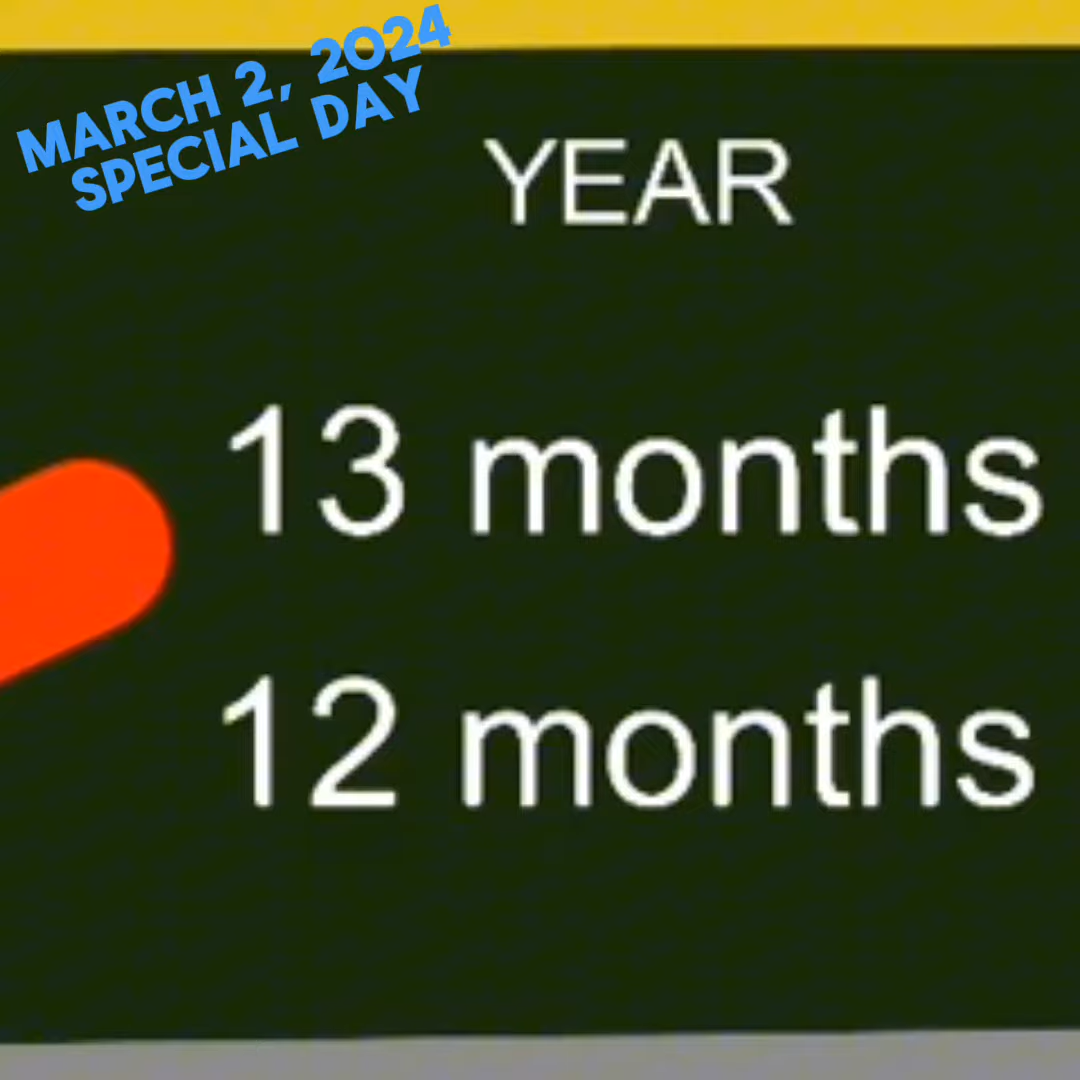 MARCH 2, 2024
SPECIAL DAY
YEAR
13 months
12 months